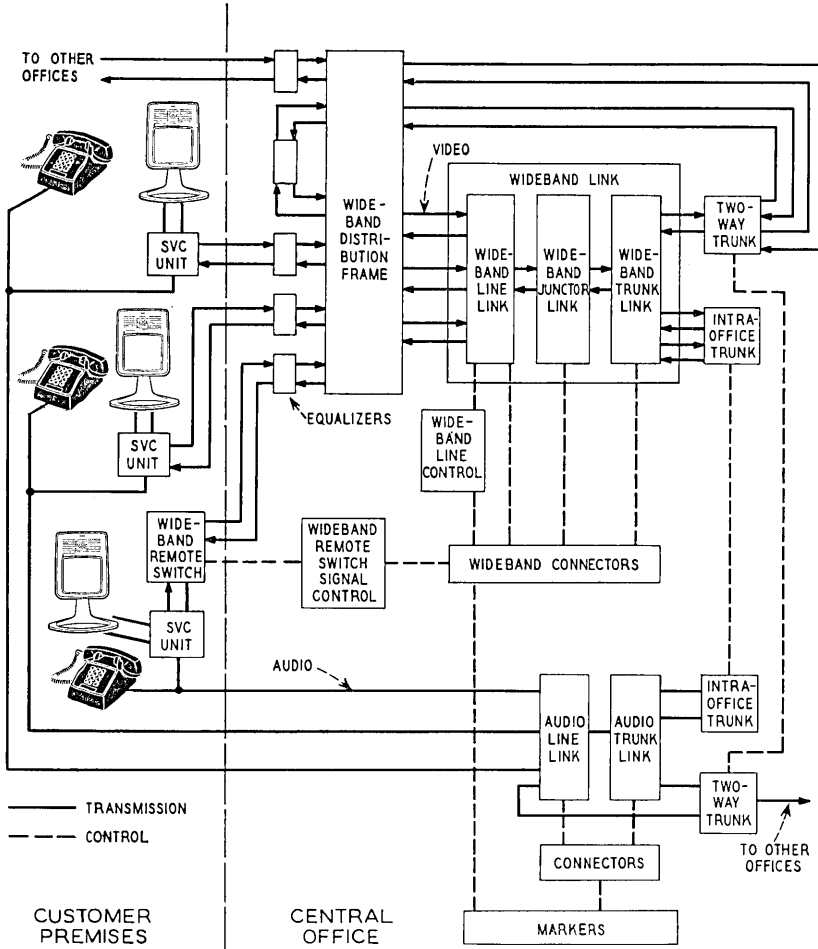 TO OTHER
OFFICES
VIDEO
WIDEBAND LINK
WIDE-
BAND
DISTRI-
BUTION
FRAME
WIDE-
BAND
LINE
LINK
WIDE-
BAND
JUNCTOR
LINK
WIDE-
BAND
TRUNK
LINK
TWO-
WAY
TRUNK
SVC
UNIT
INTRA-
OFFICE
TRUNK
EQUALIZERS
SVC
UNIT
WIDE-
BAND
LINE
CONTROL
WIDE-
BAND
REMOTE
SWITCH
WIDEBAND
REMOTE
SWITCH
SIGNAL
CONTROL
WIDEBAND CONNECTORS
SVC
UNIT
AUDIO
AUDIO
LINE
LINK
AUDIO
TRUNK
LINK
INTRA-
OFFICE
TRUNK
TWO-
WAY
TRUNK
TRANSMISSION
CONTROL
TO OTHER
OFFICES
CONNECTORS
CUSTOMER
PREMISES
CENTRAL
OFFICE
MARKERS